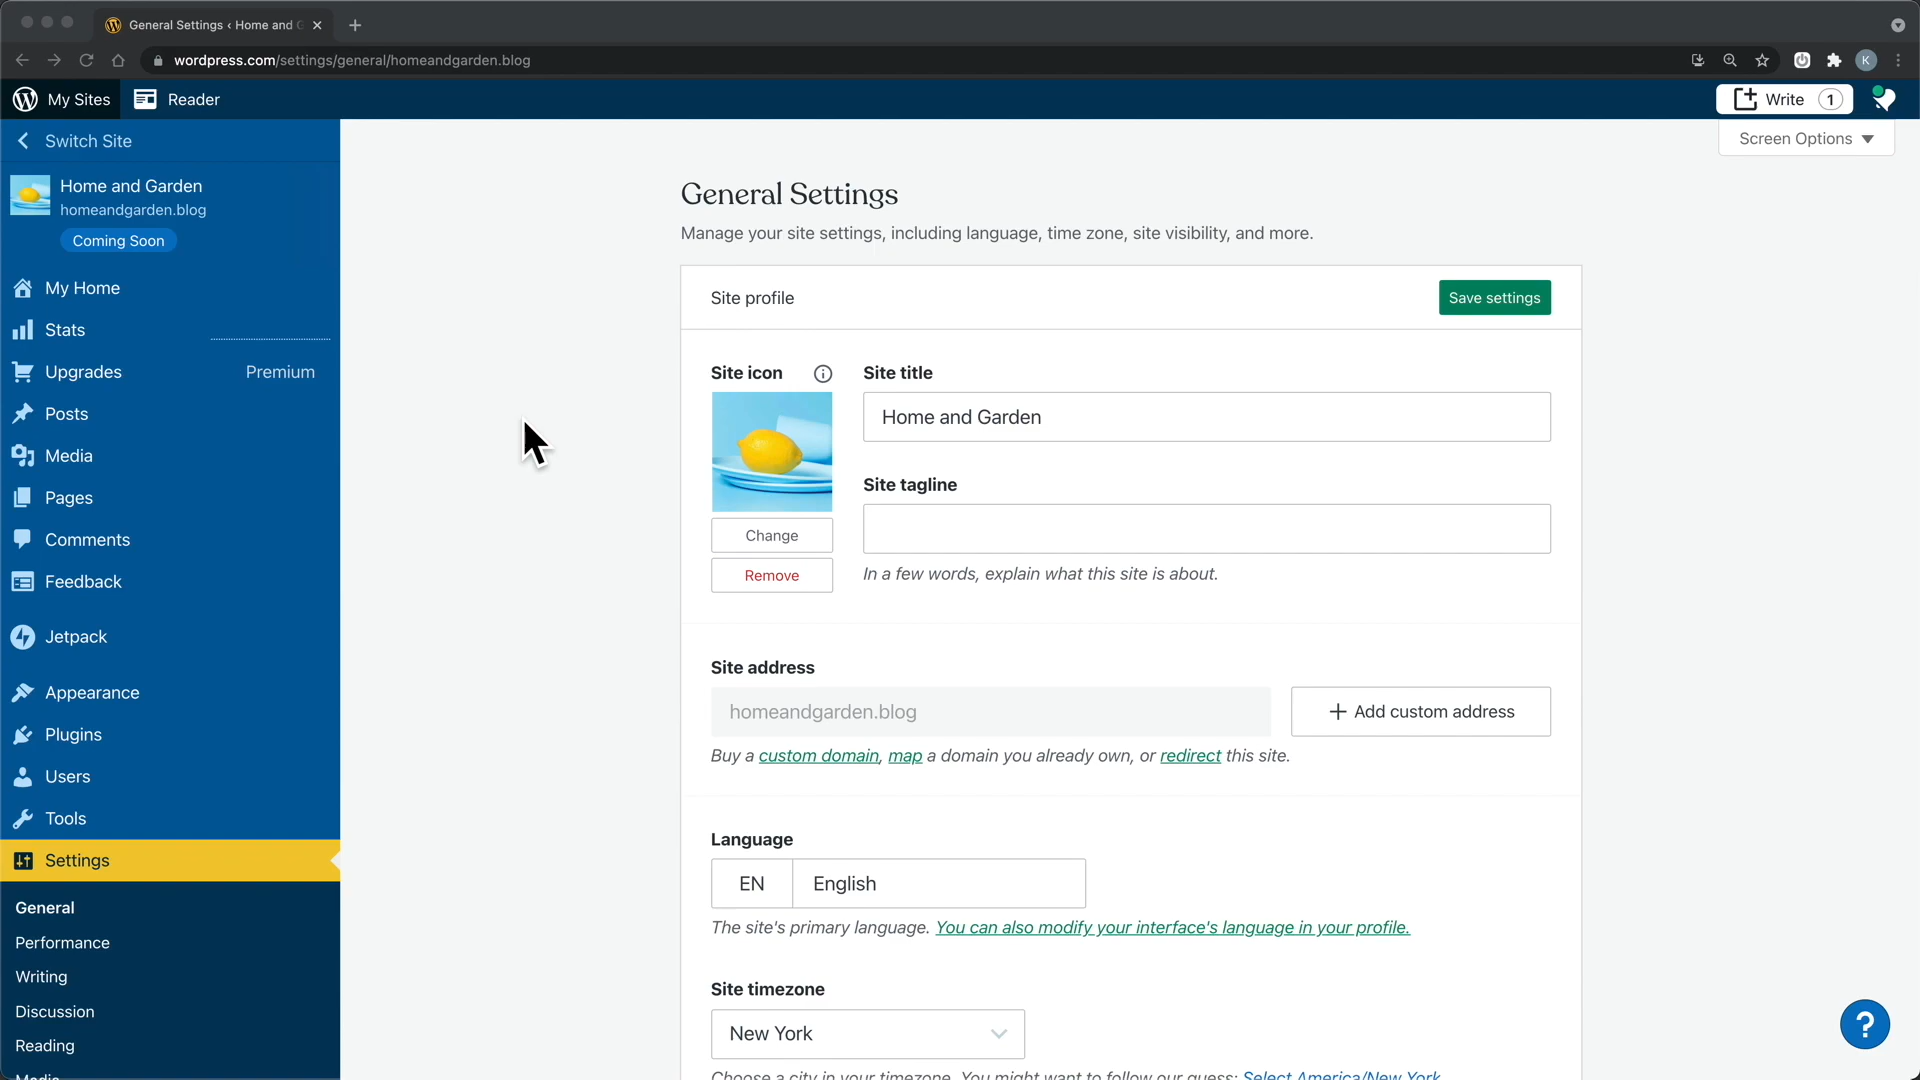 General Settings ‹ Home and G
wordpress.com/settings/general/homeandgarden.blog
K
My Sites
Reader
Write 1
Switch Site
Screen Options
Home and Garden
homeandgarden.blog
Coming Soon
My Home
Stats
Upgrades Premium
Posts
Media
Pages
Comments
Feedback
Jetpack
Appearance
Plugins
Users
Tools
Settings
General
Performance
Writing
Discussion
Reading
Media
General Settings
Manage your site settings, including language, time zone, site visibility, and more.
Site profile
Save settings
Site icon
Site title
Home and Garden
Change
Remove
Site tagline
In a few words, explain what this site is about.
Site address
homeandgarden.blog
+ Add custom address
Buy a custom domain, map a domain you already own, or redirect this site.
Language
EN English
The site's primary language. You can also modify your interface's language in your profile.
Site timezone
New York
Choose a city in your timezone. You might want to follow our guess: Select America/New York
?